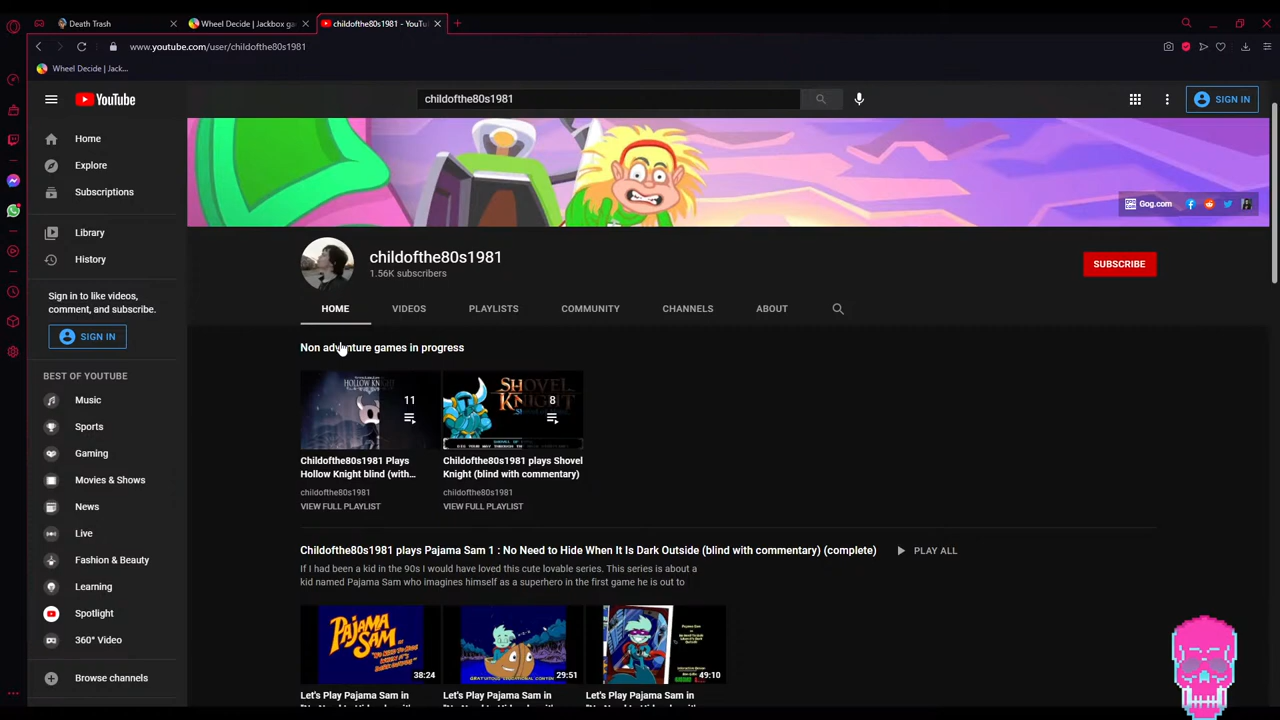 Death Trash
Wheel Decide | Jackbox ga
childofthe80s1981 - YouTu
www.youtube.com/user/childofthe80s1981
Wheel Decide | Jack...
YouTube
childofthe80s1981
SIGN IN
Home
Explore
Subscriptions
Library
History
Sign in to like videos,
comment, and subscribe.
SIGN IN
BEST OF YOUTUBE
Music
Sports
Gaming
Movies & Shows
News
Live
Fashion & Beauty
Learning
Spotlight
360° Video
Browse channels
Gog.com
childofthe80s1981
1.56K subscribers
SUBSCRIBE
HOME
VIDEOS
PLAYLISTS
COMMUNITY
CHANNELS
ABOUT
Non adventure games in progress
HOLLOW KNIGHT
11
SHOVEL
KNIGHT
8
Childofthe80s1981 Plays
Hollow Knight blind (with...
childofthe80s1981
VIEW FULL PLAYLIST
Childofthe80s1981 plays Shovel
Knight (blind with commentary)
childofthe80s1981
VIEW FULL PLAYLIST
Childofthe80s1981 plays Pajama Sam 1 : No Need to Hide When It Is Dark Outside (blind with commentary) (complete)
PLAY ALL
If I had been a kid in the 90s I would have loved this cute lovable series. This series is about a
kid named Pajama Sam who imagines himself as a superhero in the first game he is out to
PAJAMA
SAM
38:24
29:51
49:10
Let's Play Pajama Sam in
Let's Play Pajama Sam in
Let's Play Pajama Sam in